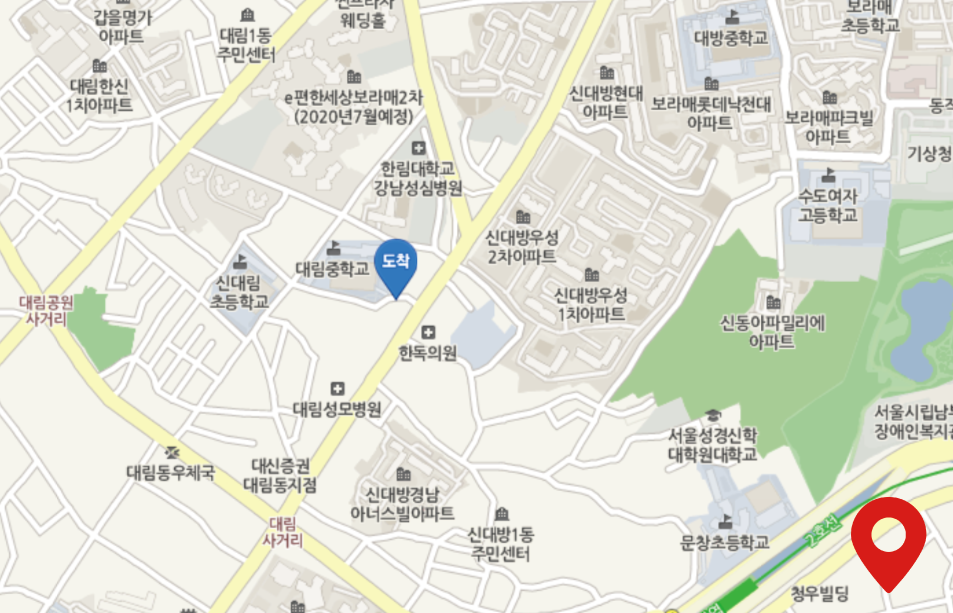 갑을명가
아파트
대림1동
주민센터
웨딩홀
대방중학교
보라매
초등학교
대림한신
1차아파트
e편한세상보라매2차
(2020년7월예정)
신대방현대
아파트
보라매롯데낙천대
아파트
보라매파크빌
아파트
동작
기상청
한림대학교
강남성심병원
수도여자
고등학교
신대방우성
2차아파트
도착
대림중학교
신대림
초등학교
신대방우성
1차아파트
대림공원
사거리
신동아파밀리에
아파트
한독의원
대림성모병원
서울시립남부
장애인복지관
서울성경신학
대학원대학교
대림동우체국
대신증권
대림동지점
신대방경남
아너스빌아파트
대림
사거리
신대방1동
주민센터
문창초등학교
2호선
청우빌딩